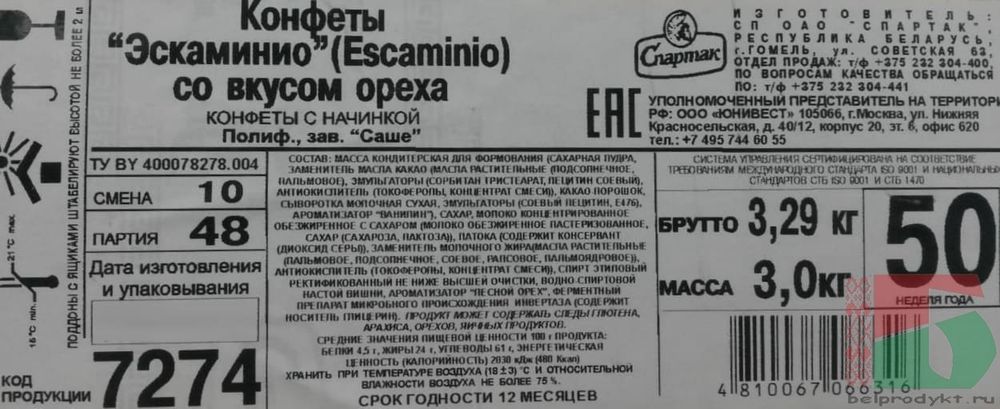 Конфеты
“Эскаминио”(Escaminio)
со вкусом ореха
КОНФЕТЫ С НАЧИНКОЙ
Полиф., зав. “Саше”
Спартак
ИЗГОТОВИТЕЛЬ:
СП ОАО "СПАРТАК",
РЕСПУБЛИКА БЕЛАРУСЬ,
г.ГОМЕЛЬ, ул. СОВЕТСКАЯ 63,
ОТДЕЛ ПРОДАЖ: т/ф +375 232 304-400,
ПО ВОПРОСАМ КАЧЕСТВА ОБРАЩАТЬСЯ
ПО: т/ф +375 232 304-441
EAC
УПОЛНОМОЧЕННЫЙ ПРЕДСТАВИТЕЛЬ НА ТЕРРИТОРИ
РФ: ООО «ЮНИВЕСТ» 105066, г.Москва, ул. Нижняя
Красносельская, д. 40/12, корпус 20, эт. 6, офис 620
тел.: +7 495 744 60 55
ПОДДОНЫ С ЯЩИКАМИ ШТАБЕЛИРУЮТ ВЫСОТОЙ НЕ БОЛЕЕ 2
21°C max.
15°C min.
ТУ BY 400078278.004
СМЕНА 10
ПАРТИЯ 48
Дата изготовления
и упаковывания
КОД
ПРОДУКЦИИ 7274
СОСТАВ: МАССА КОНДИТЕРСКАЯ ДЛЯ ФОРМОВАНИЯ (САХАРНАЯ ПУДРА,
ЗАМЕНИТЕЛЬ МАСЛА КАКАО (МАСЛА РАСТИТЕЛЬНЫЕ (ПОДСОЛНЕЧНОЕ,
ПАЛЬМОВОЕ), ЭМУЛЬГАТОРЫ (СОРБИТАН ТРИСТЕАРАТ, ЛЕЦИТИН СОЕВЫЙ),
АНТИОКИСЛИТЕЛЬ (ТОКОФЕРОЛЫ, КОНЦЕНТРАТ СМЕСИ), КАКАО ПОРОШОК,
СЫВОРОТКА МОЛОЧНАЯ СУХАЯ, ЭМУЛЬГАТОРЫ (СОЕВЫЙ ЛЕЦИТИН, Е476),
АРОМАТИЗАТОР "ВАНИЛИН"), САХАР, МОЛОКО КОНЦЕНТРИРОВАННОЕ
ОБЕЗЖИРЕННОЕ С САХАРОМ (МОЛОКО ОБЕЗЖИРЕННОЕ ПАСТЕРИЗОВАННОЕ,
САХАР (САХАРОЗА, ЛАКТОЗА)), ПАТОКА (СОДЕРЖИТ КОНСЕРВАНТ
(ДИОКСИД СЕРЫ)), ЗАМЕНИТЕЛЬ МОЛОЧНОГО ЖИРА(МАСЛА РАСТИТЕЛЬНЫЕ
(ПАЛЬМОВОЕ, ПОДСОЛНЕЧНОЕ, СОЕВОЕ, РАПСОВОЕ, ПАЛЬМОЯДРОВОЕ)),
АНТИОКИСЛИТЕЛЬ (ТОКОФЕРОЛЫ, КОНЦЕНТРАТ СМЕСИ)), СПИРТ ЭТИЛОВЫЙ
РЕКТИФИКОВАННЫЙ НЕ НИЖЕ ВЫСШЕЙ ОЧИСТКИ, ВОДНО-СПИРТОВОЙ
НАСТОЙ ВИШНИ, АРОМАТИЗАТОР "ЛЕСНОЙ ОРЕХ", ФЕРМЕНТНЫЙ
ПРЕПАРАТ МИКРОБНОГО ПРОИСХОЖДЕНИЯ ИНВЕРТАЗА (СОДЕРЖИТ
НОСИТЕЛЬ ГЛИЦЕРИН). ПРОДУКТ МОЖЕТ СОДЕРЖАТЬ СЛЕДЫ ГЛЮТЕНА,
АРАХИСА, ОРЕХОВ, ЯИЧНЫХ ПРОДУКТОВ.
СРЕДНИЕ ЗНАЧЕНИЯ ПИЩЕВОЙ ЦЕННОСТИ 100 г ПРОДУКТА:
БЕЛКИ 4,5 г, ЖИРЫ 24 г, УГЛЕВОДЫ 61 г, ЭНЕРГЕТИЧЕСКАЯ
ЦЕННОСТЬ (КАЛОРИЙНОСТЬ) 2030 кДж (480 Ккал)
ХРАНИТЬ ПРИ ТЕМПЕРАТУРЕ ВОЗДУХА (18±3) °С И ОТНОСИТЕЛЬНОЙ
ВЛАЖНОСТИ ВОЗДУХА НЕ БОЛЕЕ 75 %.
СРОК ГОДНОСТИ 12 МЕСЯЦЕВ
СИСТЕМА УПРАВЛЕНИЯ СЕРТИФИЦИРОВАНА НА СООТВЕТСТВИЕ
ТРЕБОВАНИЯМ МЕЖДУНАРОДНОГО СТАНДАРТА ISO 9001 И НАЦИОНАЛЬНЫХ
СТАНДАРТОВ СТБ ISO 9001 И СТБ 1470
БРУТТО 3,29 кг
МАССА 3,0кг
50
НЕДЕЛЯ ГОДА
4810067066316
belprodykt.ru